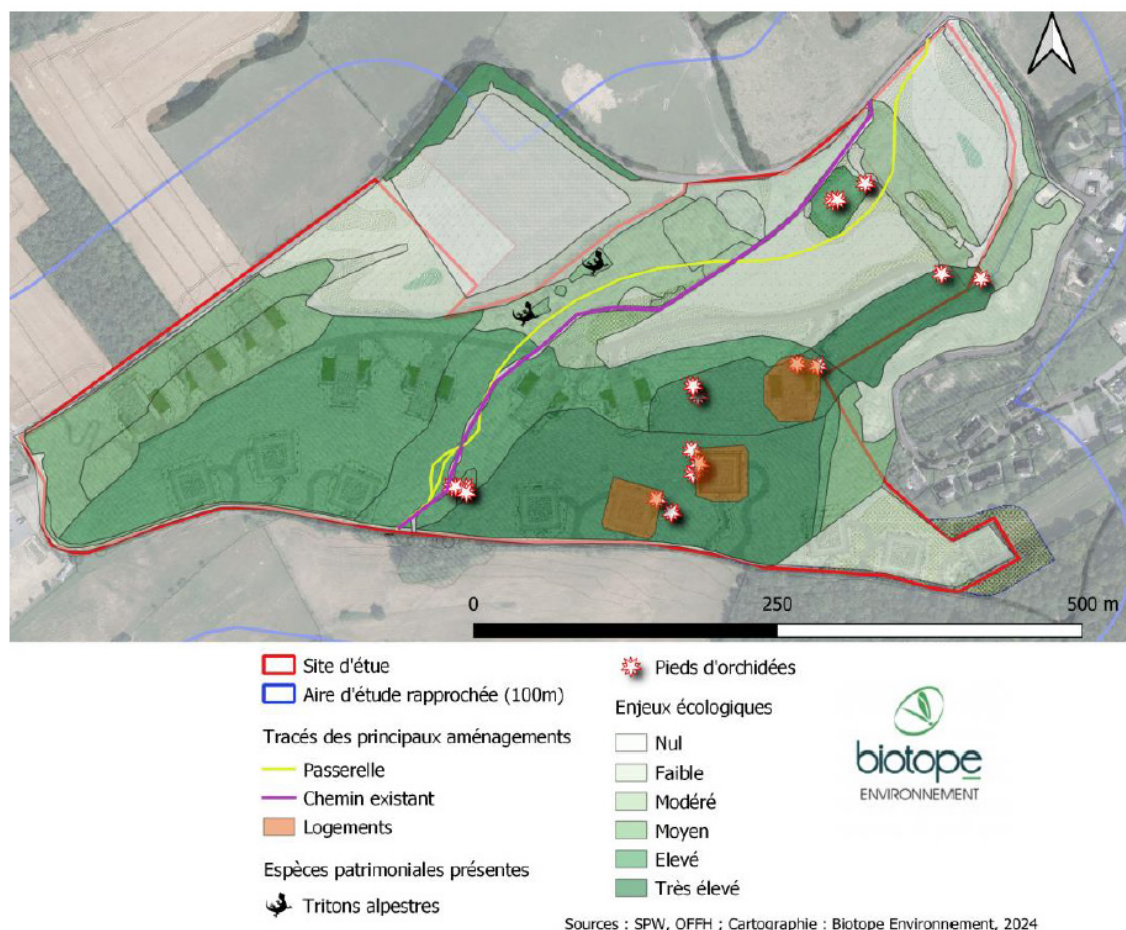 0 250 500 m
Site d'étue
Aire d'étude rapprochée (100m)
Tracés des principaux aménagements
Passerelle
Chemin existant
Logements
Espèces patrimoniales présentes
Tritons alpestres
Pieds d'orchidées
Enjeux écologiques
Nul
Faible
Modéré
Moyen
Elevé
Très élevé
biotope
ENVIRONNEMENT
Sources : SPW, OFFH ; Cartographie : Biotope Environnement, 2024